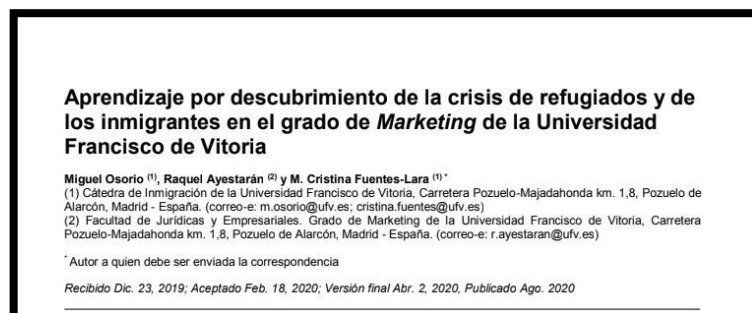 Aprendizaje por descubrimiento de la crisis de refugiados y de
los inmigrantes en el grado de Marketing de la Universidad
Francisco de Vitoria
Miguel Osorio (1), Raquel Ayestarán (2) y M. Cristina Fuentes-Lara (1) *
(1) Cátedra de Inmigración de la Universidad Francisco de Vitoria, Carretera Pozuelo-Majadahonda km. 1,8, Pozuelo de
Alarcón, Madrid - España. (correo-e: m.osorio@ufv.es; cristina.fuentes@ufv.es)
(2) Facultad de Jurídicas y Empresariales. Grado de Marketing de la Universidad Francisco de Vitoria, Carretera
Pozuelo-Majadahonda km. 1,8, Pozuelo de Alarcón, Madrid - España. (correo-e: r.ayestaran@ufv.es)
* Autor a quien debe ser enviada la correspondencia
Recibido Dic. 23, 2019; Aceptado Feb. 18, 2020; Versión final Abr. 2, 2020, Publicado Ago. 2020